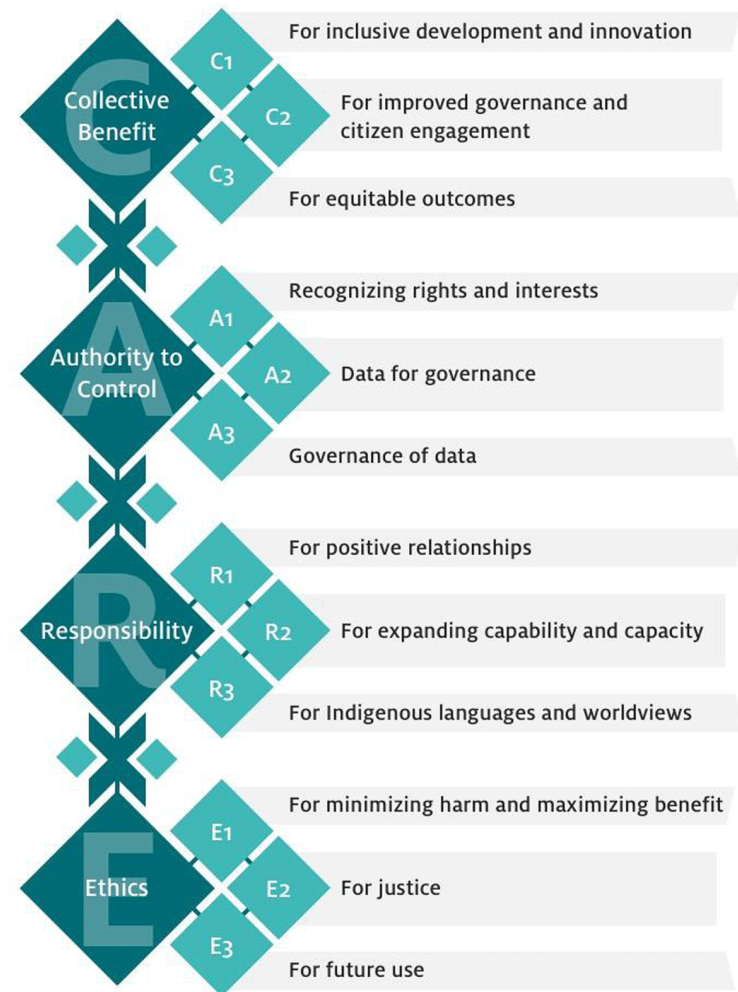 C
Collective
Benefit
C1
For inclusive development and innovation
C2
For improved governance and
citizen engagement
C3
For equitable outcomes
A
Authority to
Control
A1
Recognizing rights and interests
A2
Data for governance
A3
Governance of data
R
Responsibility
R1
For positive relationships
R2
For expanding capability and capacity
R3
For Indigenous languages and worldviews
E
Ethics
E1
For minimizing harm and maximizing benefit
E2
For justice
E3
For future use